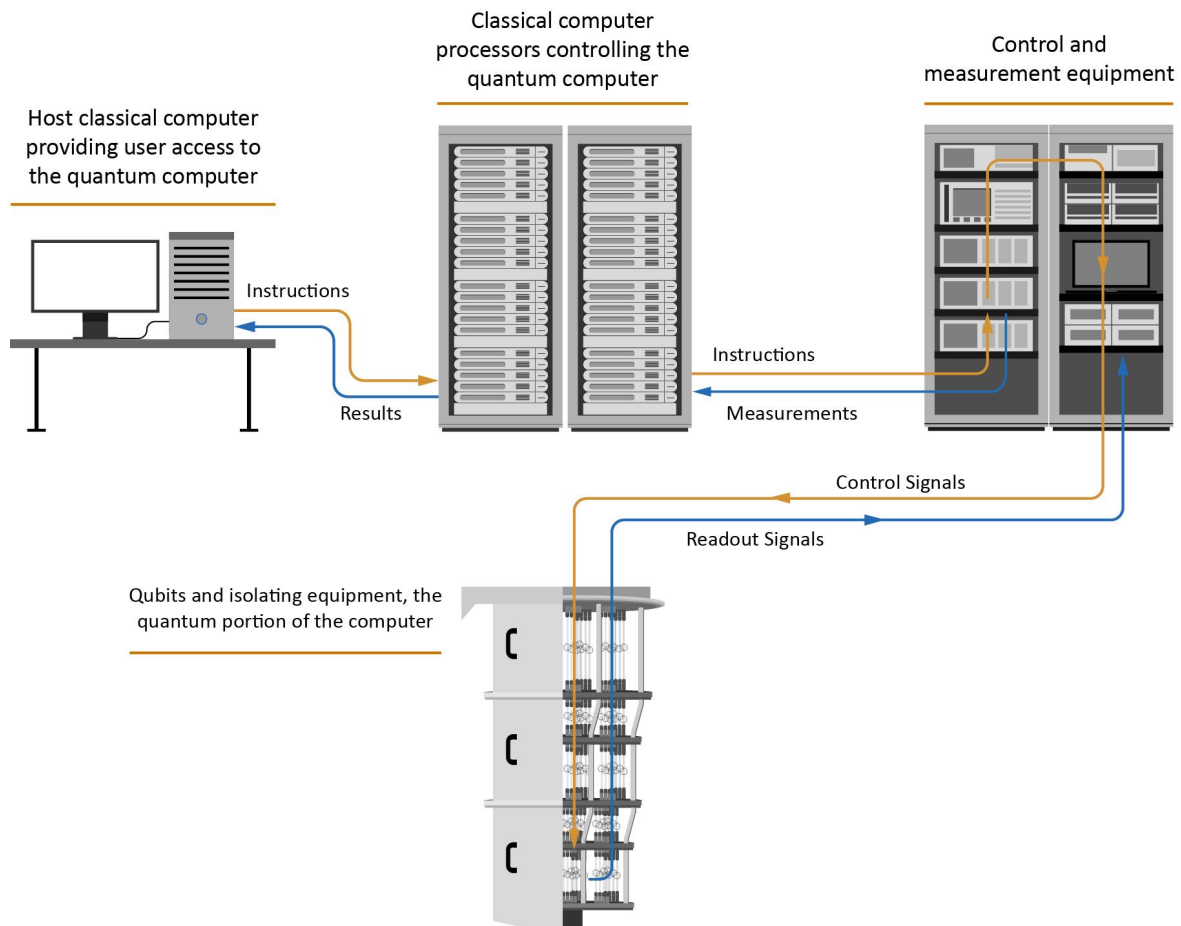 Host classical computer
providing user access to
the quantum computer
Classical computer
processors controlling the
quantum computer
Control and
measurement equipment
Instructions
Results
Instructions
Measurements
Control Signals
Readout Signals
Qubits and isolating equipment, the
quantum portion of the computer